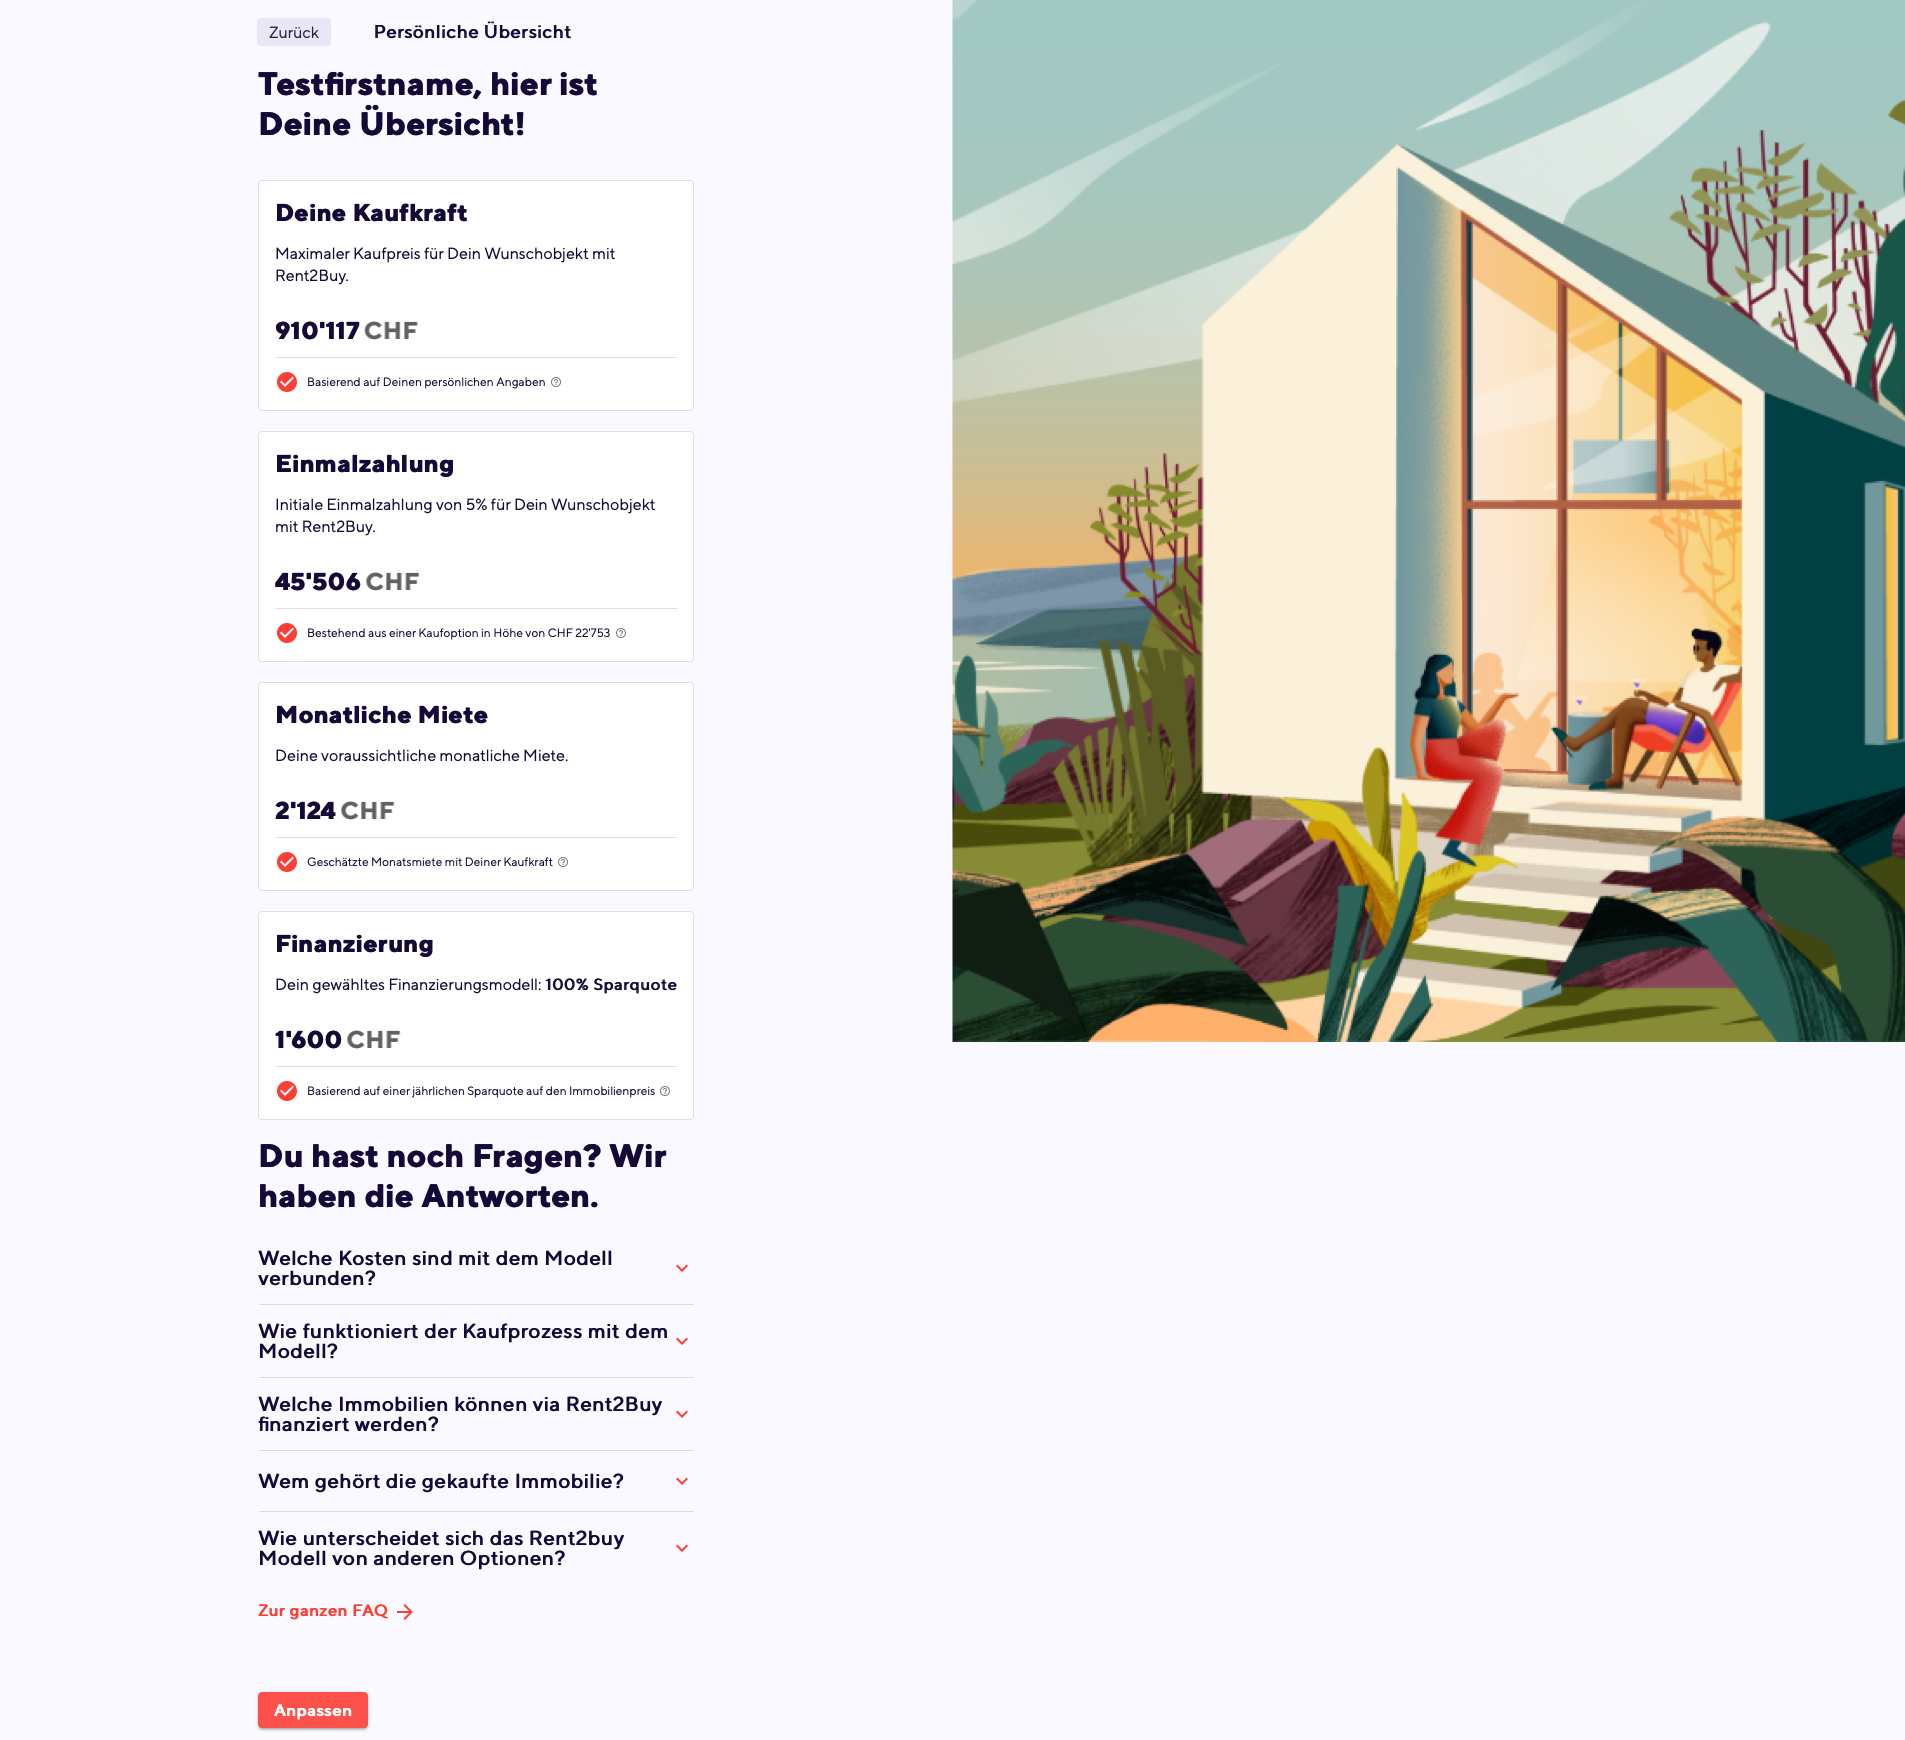 Zurück
Persönliche Übersicht
Testfirstname, hier ist
Deine Übersicht!
Deine Kaufkraft
Maximaler Kaufpreis für Dein Wunschobjekt mit
Rent2Buy.
910'117 CHF
Basierend auf Deinen persönlichen Angaben
Einmalzahlung
Initiale Einmalzahlung von 5% für Dein Wunschobjekt
mit Rent2Buy.
45'506 CHF
Bestehend aus einer Kaufoption in Höhe von CHF 22'753
Monatliche Miete
Deine voraussichtliche monatliche Miete.
2'124 CHF
Geschätzte Monatsmiete mit Deiner Kaufkraft
Finanzierung
Dein gewähltes Finanzierungsmodell: 100% Sparquote
1'600 CHF
Basierend auf einer jährlichen Sparquote auf den Immobilienpreis
Du hast noch Fragen? Wir
haben die Antworten.
Welche Kosten sind mit dem Modell
verbunden?
Wie funktioniert der Kaufprozess mit dem
Modell?
Welche Immobilien können via Rent2Buy
finanziert werden?
Wem gehört die gekaufte Immobilie?
Wie unterscheidet sich das Rent2buy
Modell von anderen Optionen?
Zur ganzen FAQ
Anpassen